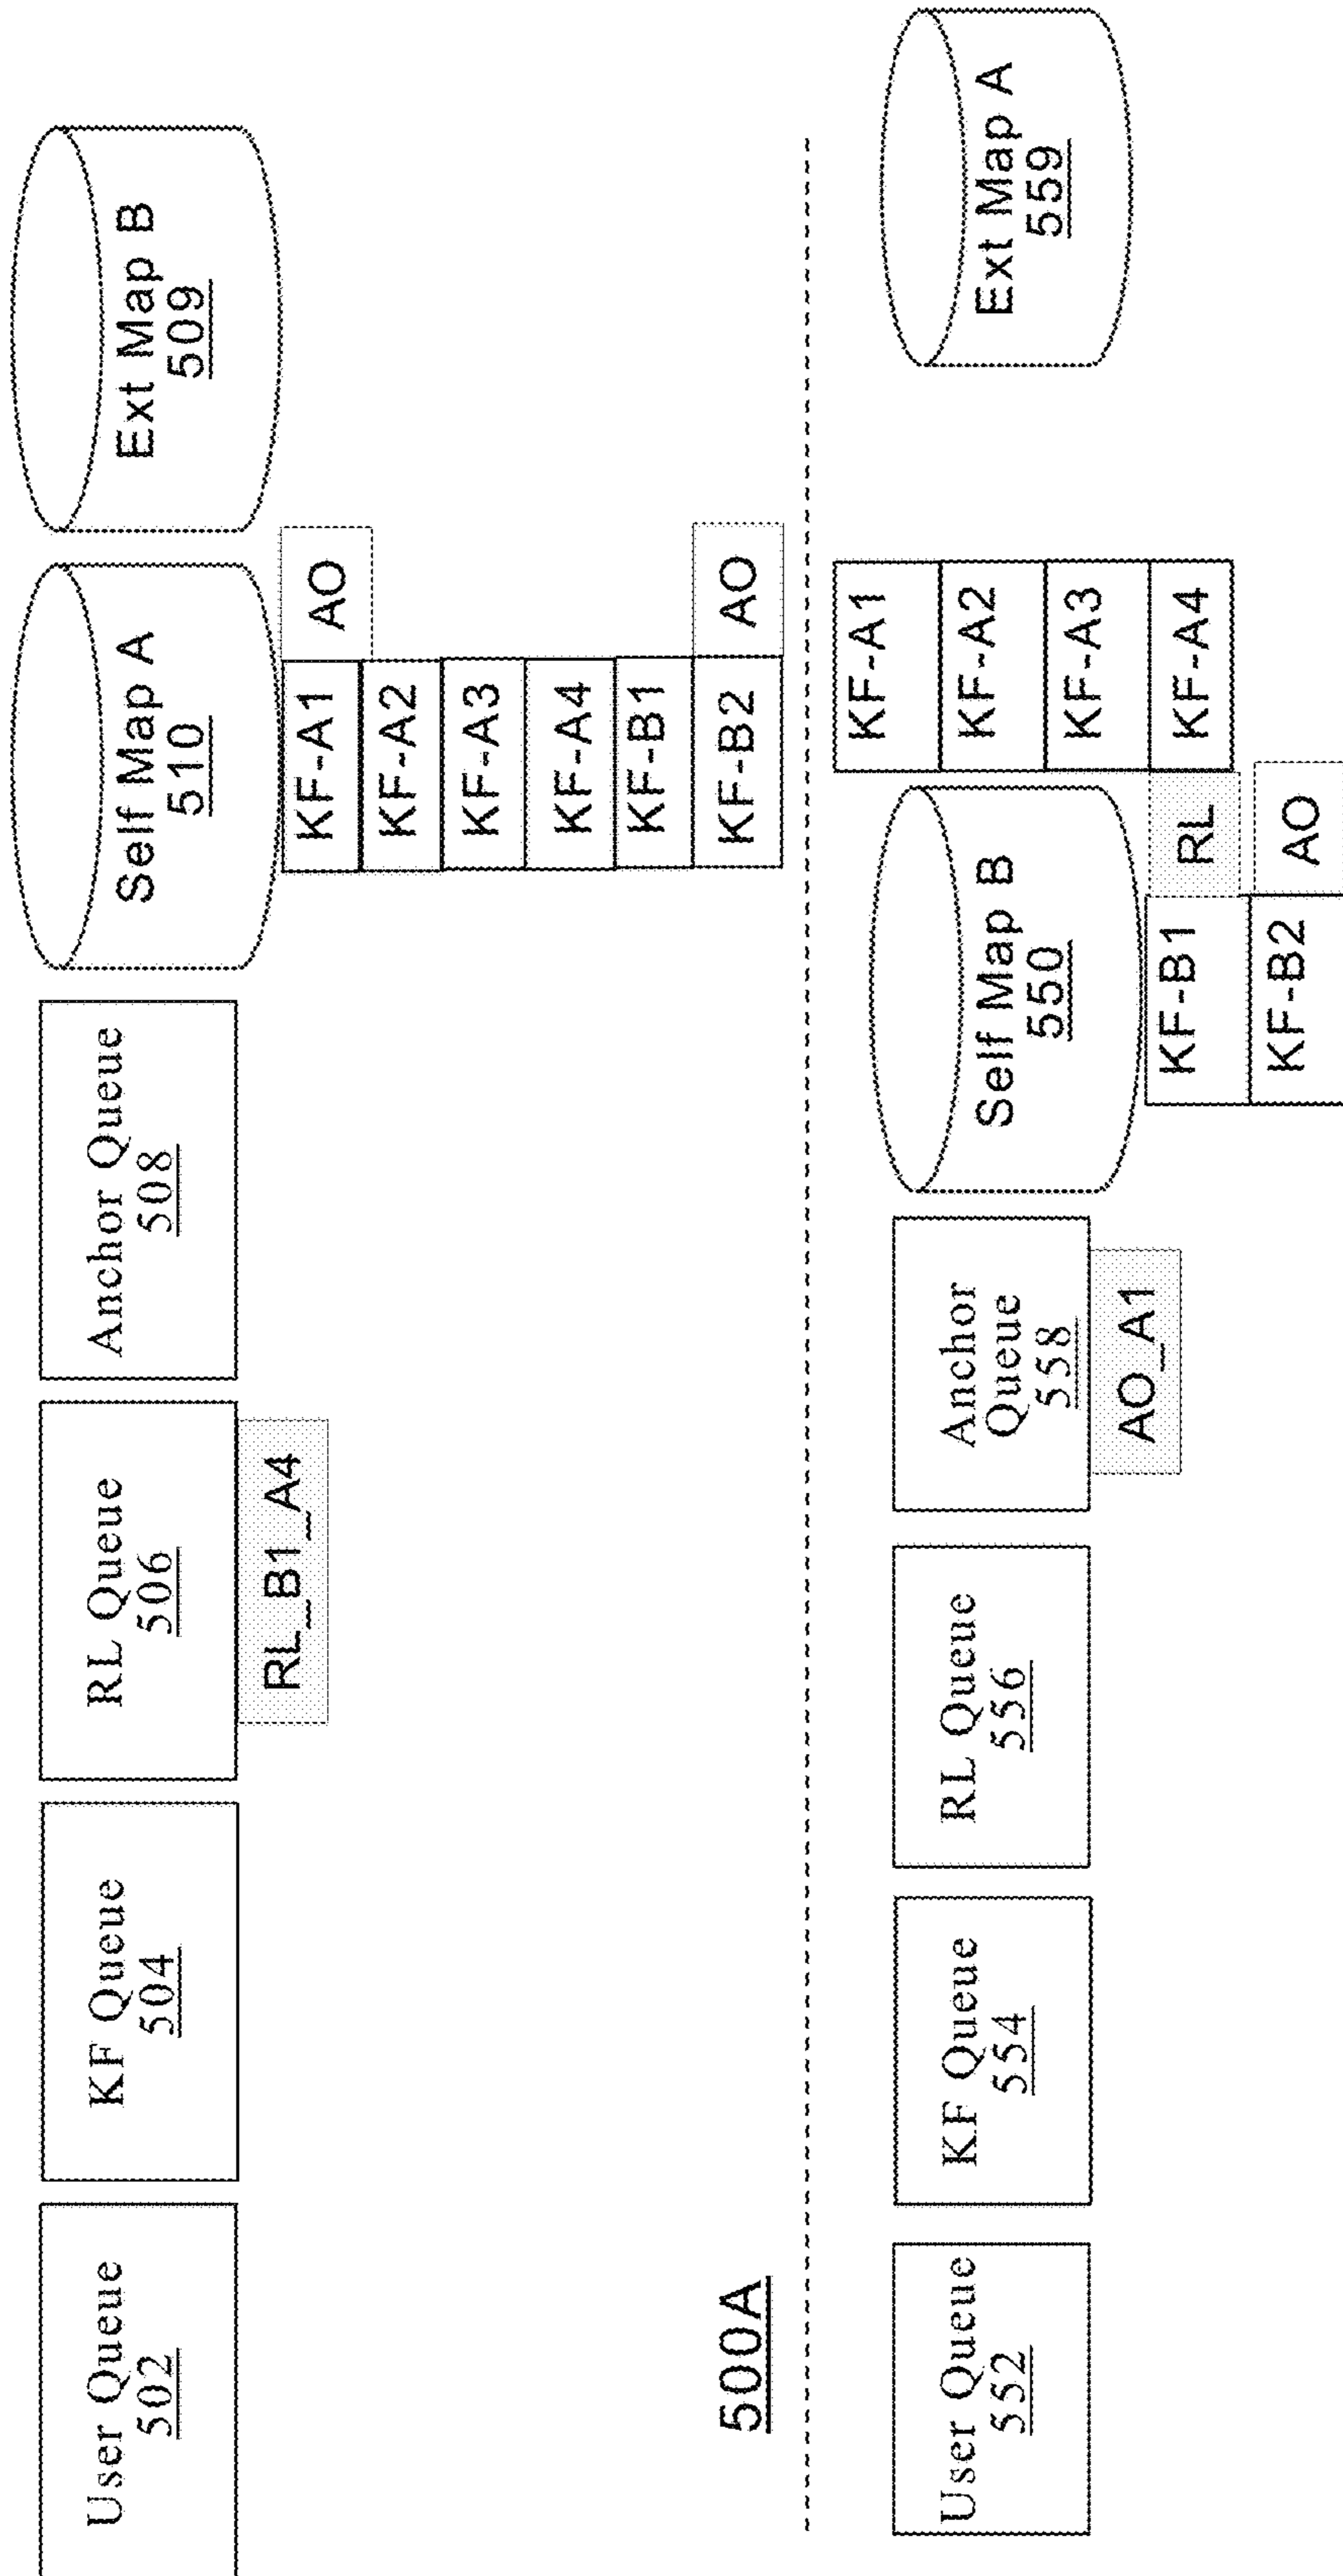 User Queue
502
KF Queue
504
RL Queue
506
RL_B1_A4
Anchor Queue
508
Self Map A
510
KF-A1
AO
KF-A2
KF-A3
KF-A4
KF-B1
KF-B2
AO
Ext Map B
509
500A
User Queue
552
KF Queue
554
RL Queue
556
Anchor
Queue
558
AO_A1
Self Map B
550
KF-B1
RL
KF-B2
AO
KF-A1
KF-A2
KF-A3
KF-A4
Ext Map A
559